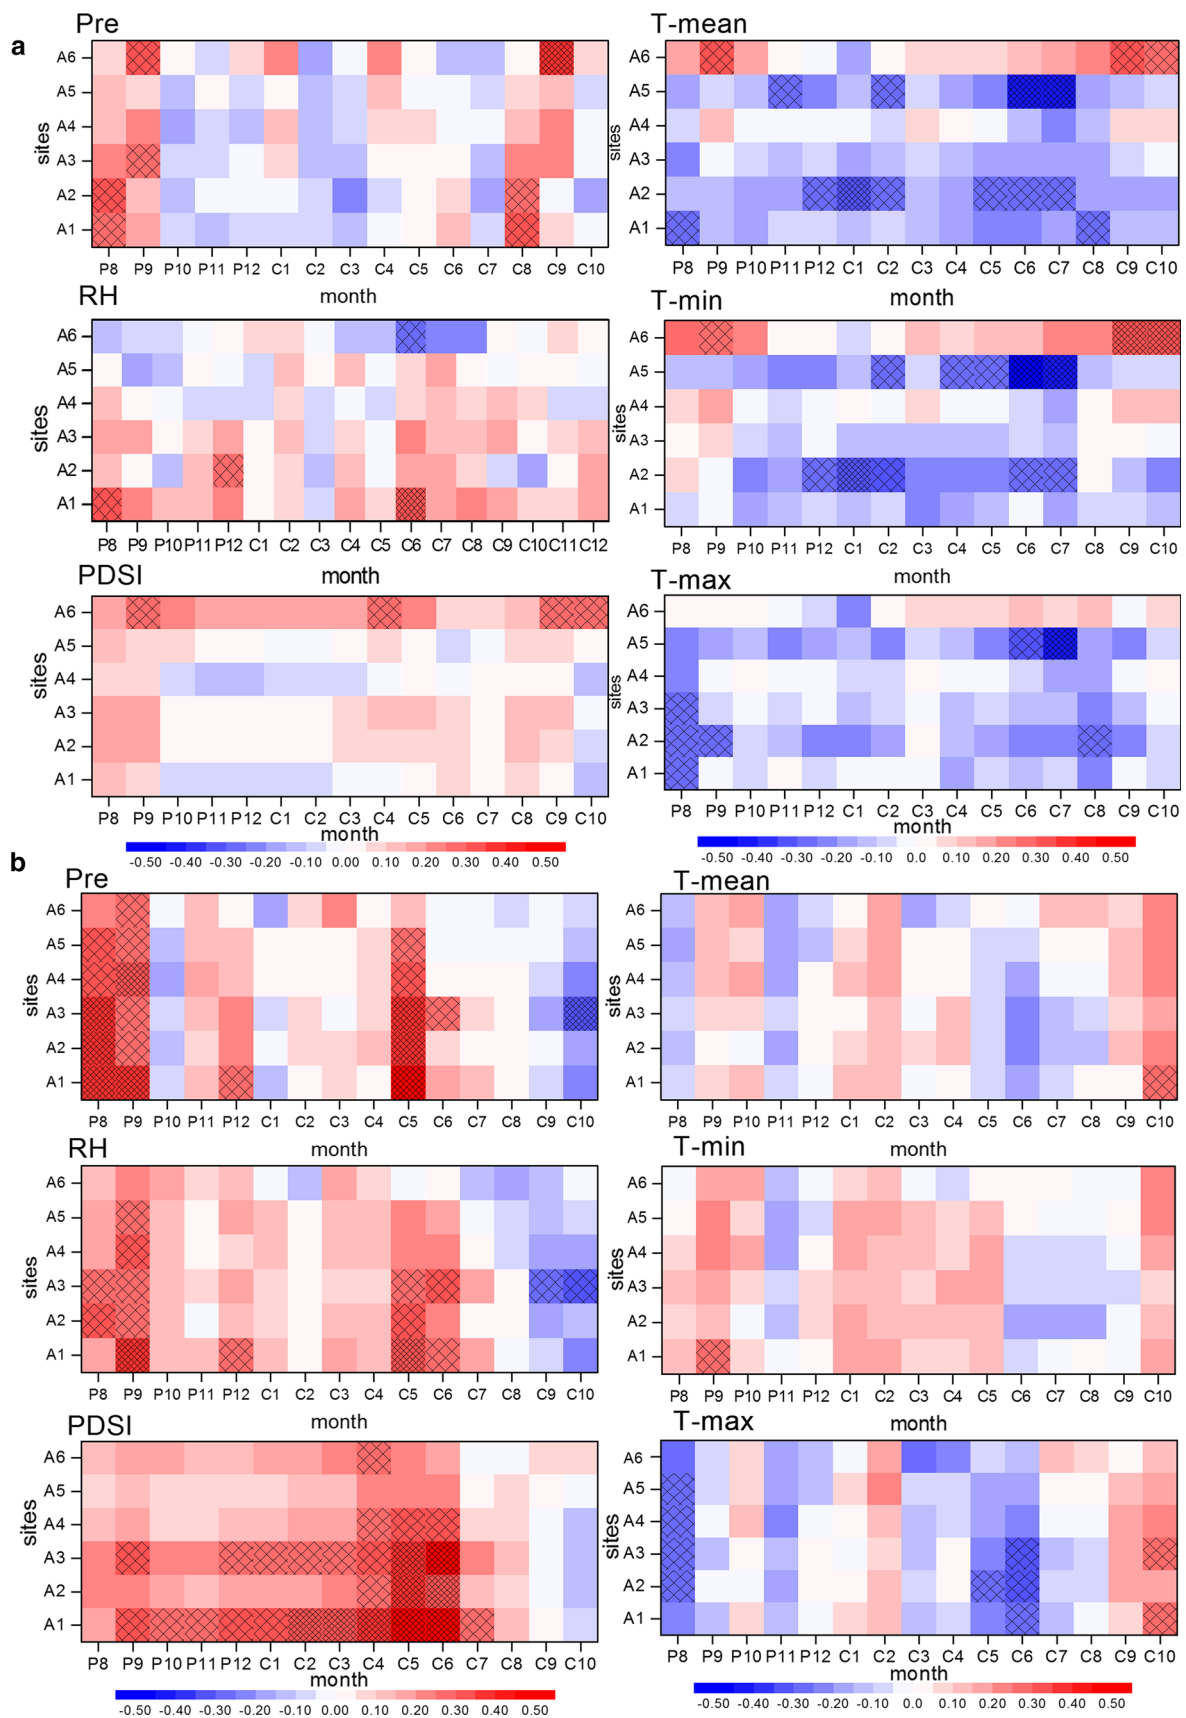 a
Pre
A6
A5
A4
A3
A2
A1
sites
P8 P9 P10 P11 P12 C1 C2 C3 C4 C5 C6 C7 C8 C9 C10
month
T-mean
A6
A5
A4
A3
A2
A1
sites
P8 P9 P10 P11 P12 C1 C2 C3 C4 C5 C6 C7 C8 C9 C10
month
RH
A6
A5
A4
A3
A2
A1
sites
P8 P9 P10 P11 P12 C1 C2 C3 C4 C5 C6 C7 C8 C9 C10 C11 C12
month
T-min
A6
A5
A4
A3
A2
A1
sites
P8 P9 P10 P11 P12 C1 C2 C3 C4 C5 C6 C7 C8 C9 C10
month
PDSI
A6
A5
A4
A3
A2
A1
sites
P8 P9 P10 P11 P12 C1 C2 C3 C4 C5 C6 C7 C8 C9 C10
month
-0.50 -0.40 -0.30 -0.20 -0.10 0.00 0.10 0.20 0.30 0.40 0.50
T-max
A6
A5
A4
A3
A2
A1
sites
P8 P9 P10 P11 P12 C1 C2 C3 C4 C5 C6 C7 C8 C9 C10
month
-0.50 -0.40 -0.30 -0.20 -0.10 0.0 0.10 0.20 0.30 0.40 0.50
b
Pre
A6
A5
A4
A3
A2
A1
sites
P8 P9 P10 P11 P12 C1 C2 C3 C4 C5 C6 C7 C8 C9 C10
month
T-mean
A6
A5
A4
A3
A2
A1
sites
P8 P9 P10 P11 P12 C1 C2 C3 C4 C5 C6 C7 C8 C9 C10
month
RH
A6
A5
A4
A3
A2
A1
sites
P8 P9 P10 P11 P12 C1 C2 C3 C4 C5 C6 C7 C8 C9 C10
month
T-min
A6
A5
A4
A3
A2
A1
sites
P8 P9 P10 P11 P12 C1 C2 C3 C4 C5 C6 C7 C8 C9 C10
month
PDSI
A6
A5
A4
A3
A2
A1
sites
P8 P9 P10 P11 P12 C1 C2 C3 C4 C5 C6 C7 C8 C9 C10
month
-0.50 -0.40 -0.30 -0.20 -0.10 0.00 0.10 0.20 0.30 0.40 0.50
T-max
A6
A5
A4
A3
A2
A1
sites
P8 P9 P10 P11 P12 C1 C2 C3 C4 C5 C6 C7 C8 C9 C10
month
-0.50 -0.40 -0.30 -0.20 -0.10 0.0 0.10 0.20 0.30 0.40 0.50